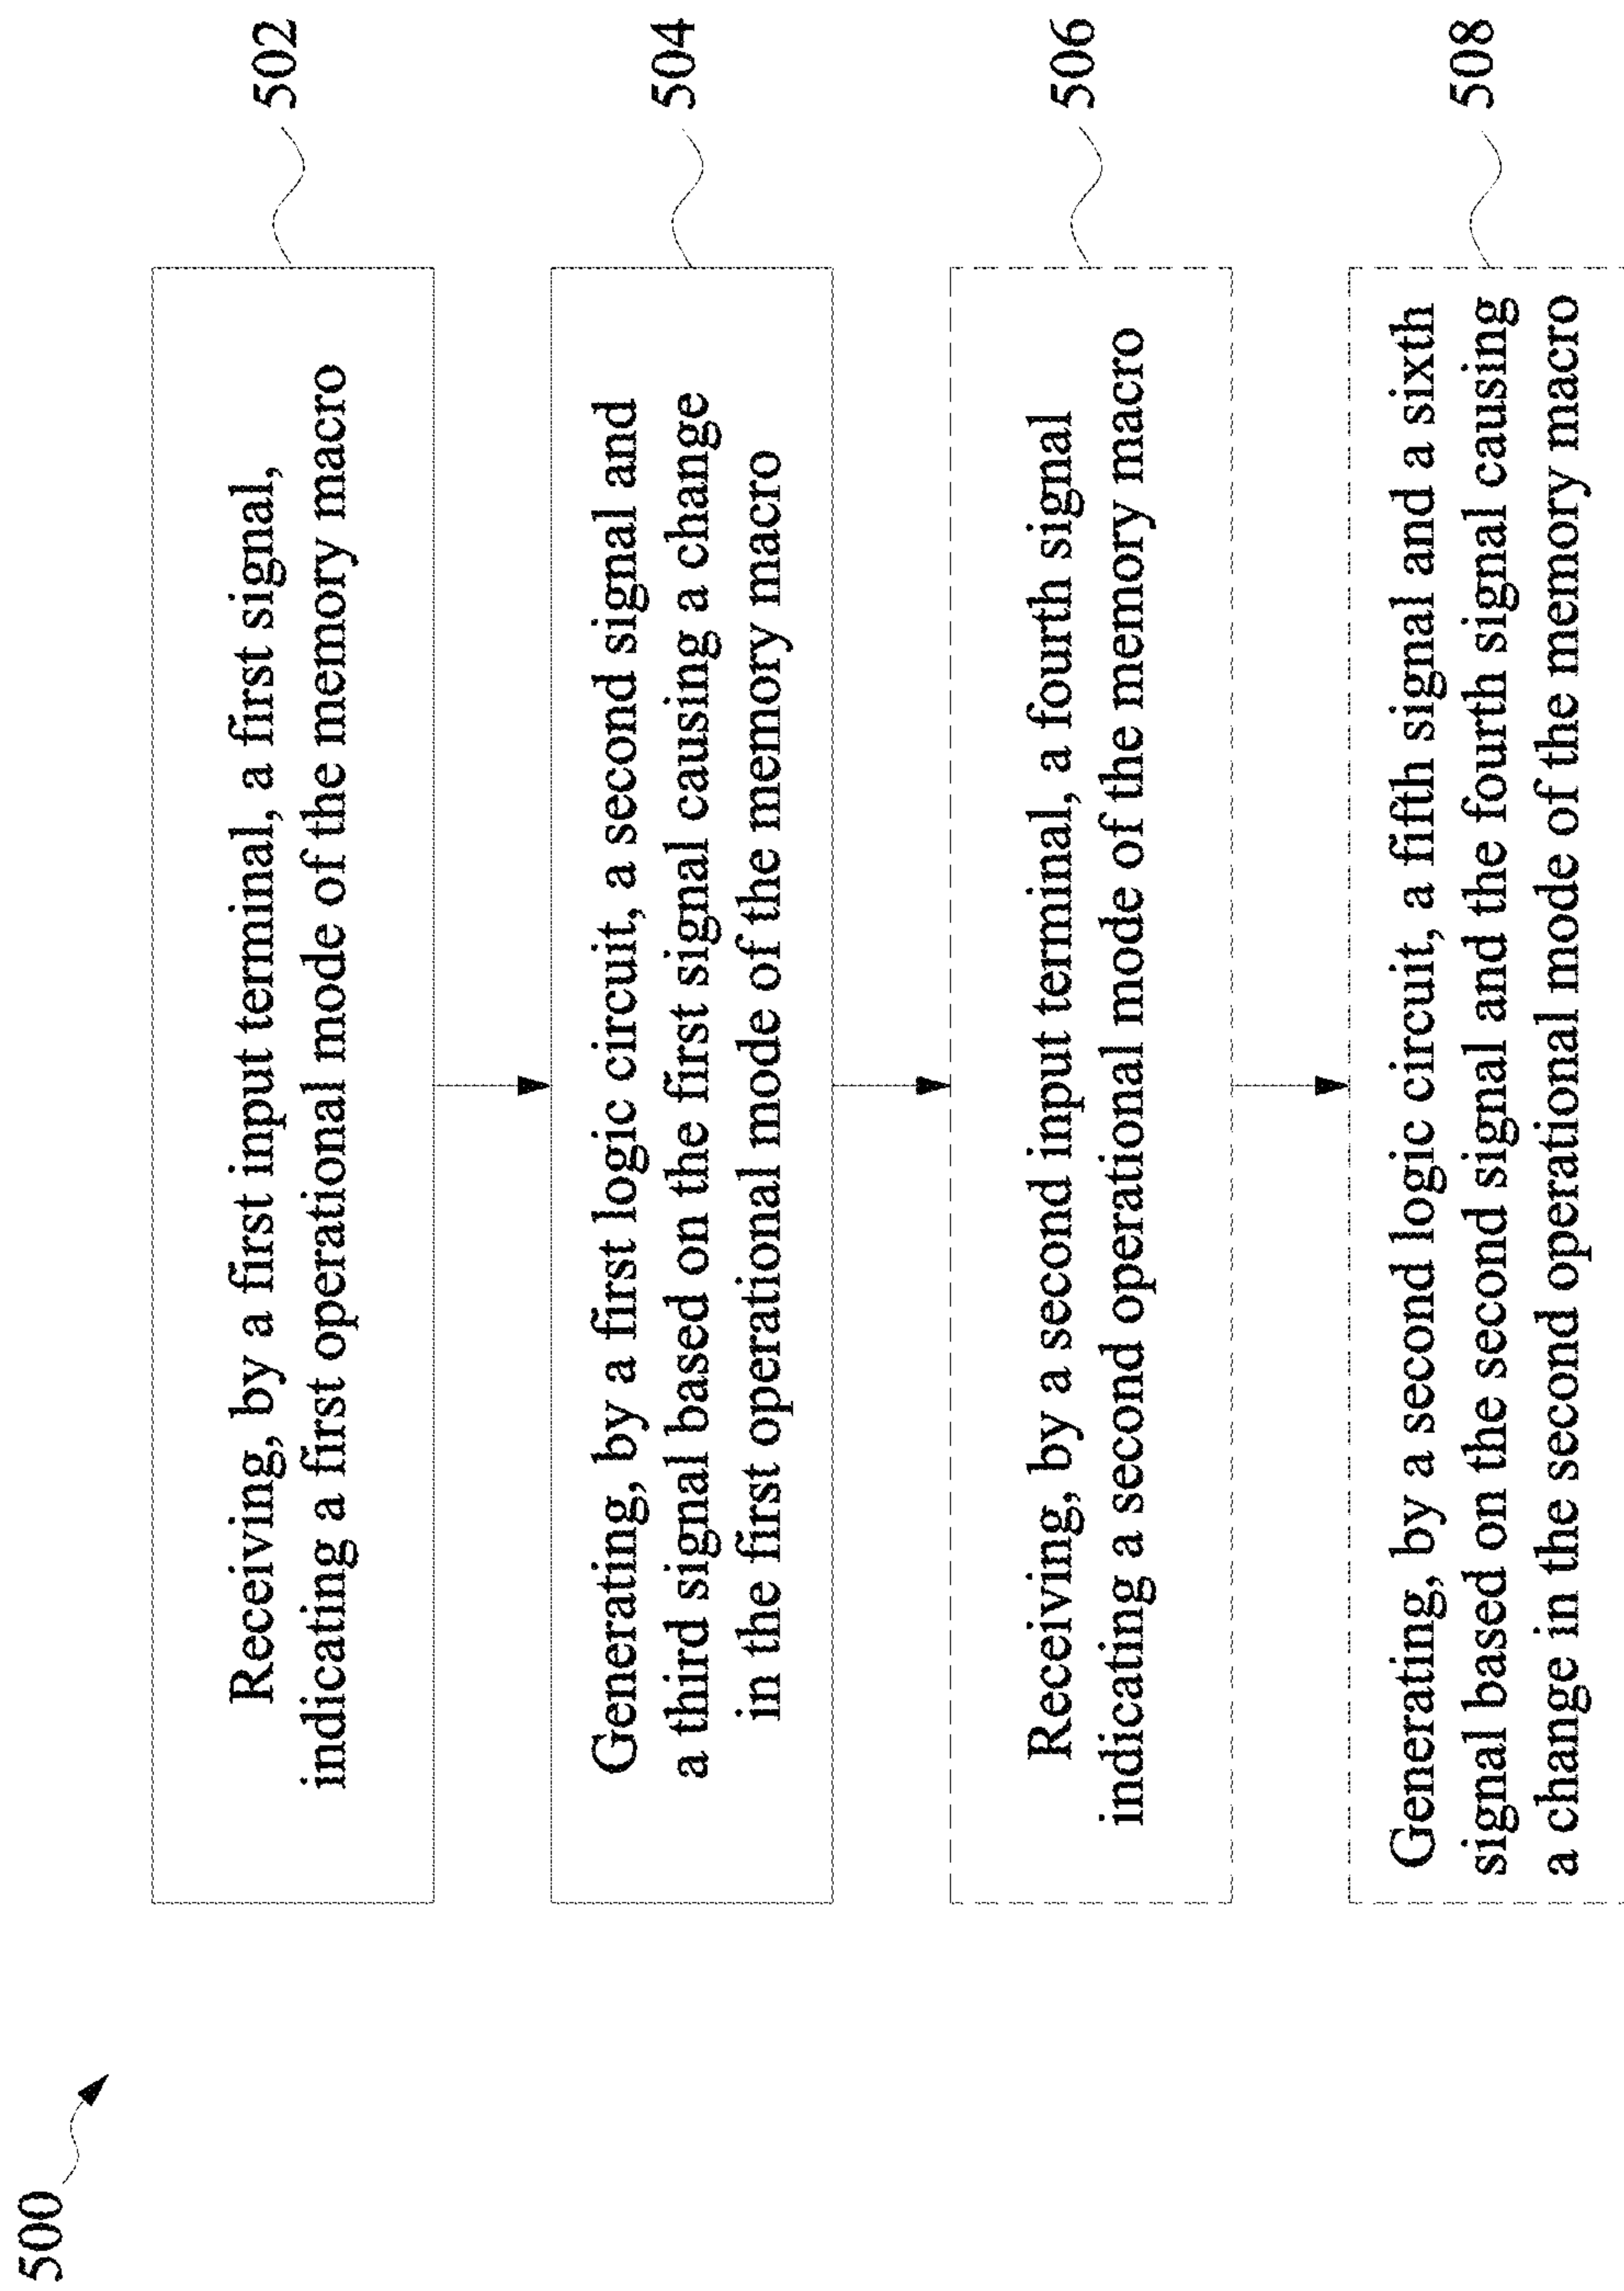 500
Receiving, by a first input terminal, a first signal,
indicating a first operational mode of the memory macro
502
Generating, by a first logic circuit, a second signal and
a third signal based on the first signal causing a change
in the first operational mode of the memory macro
504
Receiving, by a second input terminal, a fourth signal
indicating a second operational mode of the memory macro
506
Generating, by a second logic circuit, a fifth signal and a sixth
signal based on the second signal and the fourth signal causing
a change in the second operational mode of the memory macro
508